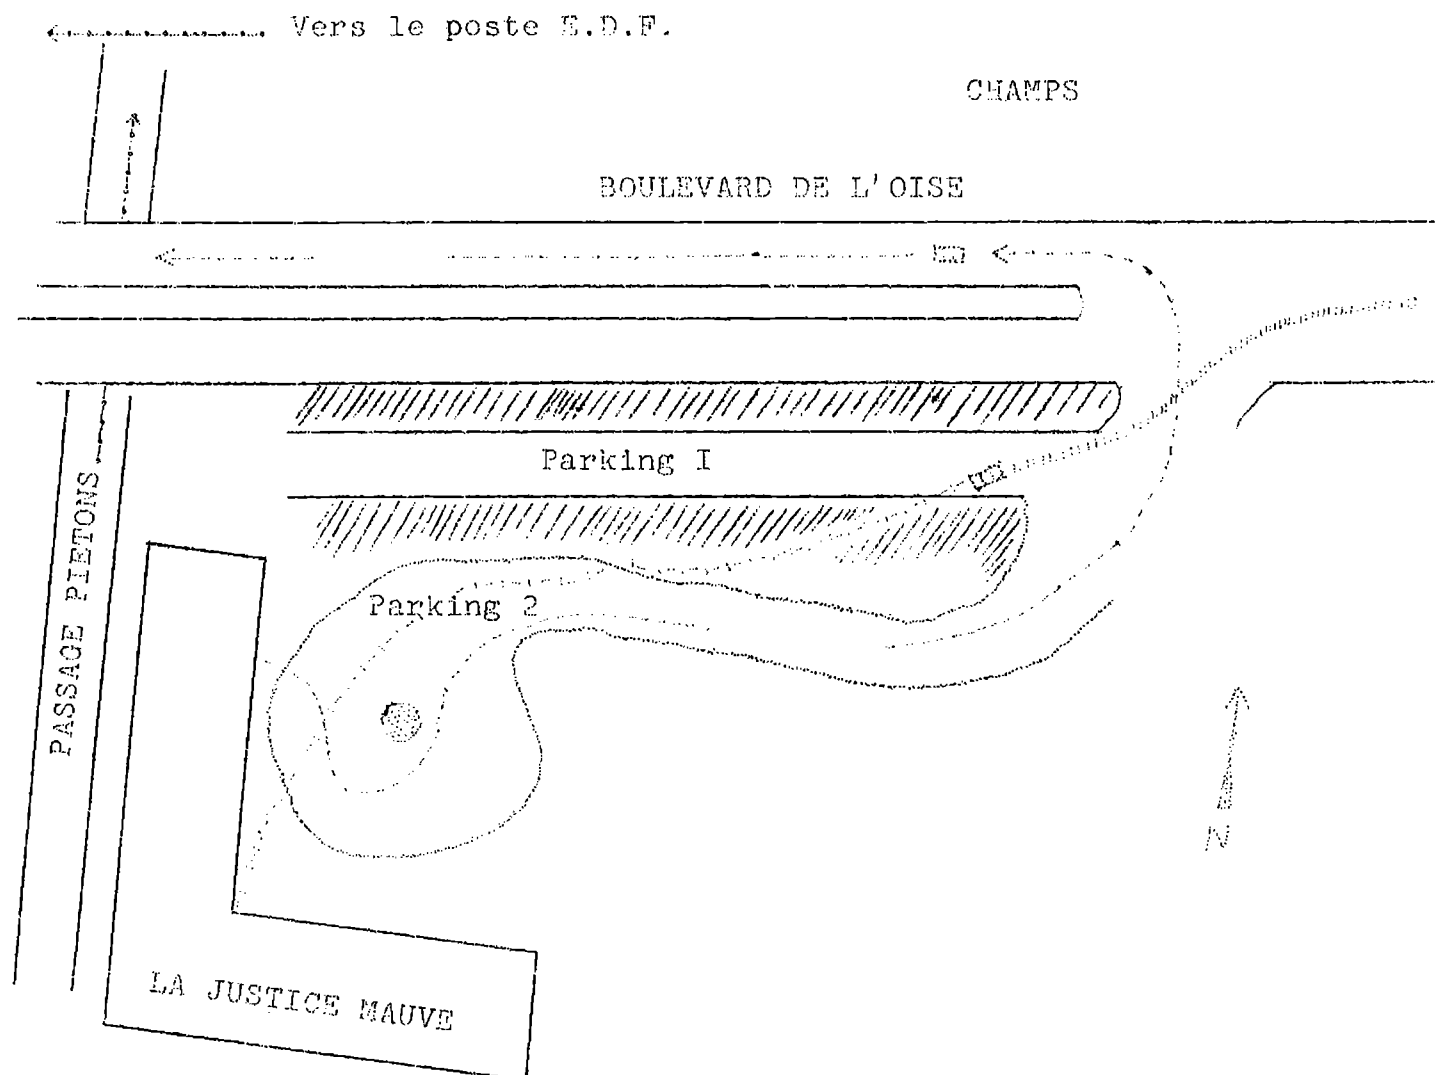 Vers le poste E.D.F.
CHAMPS
BOULEVARD DE L'OISE
Parking I
PASSAGE PIETONS
Parking 2
N
LA JUSTICE MAUVE